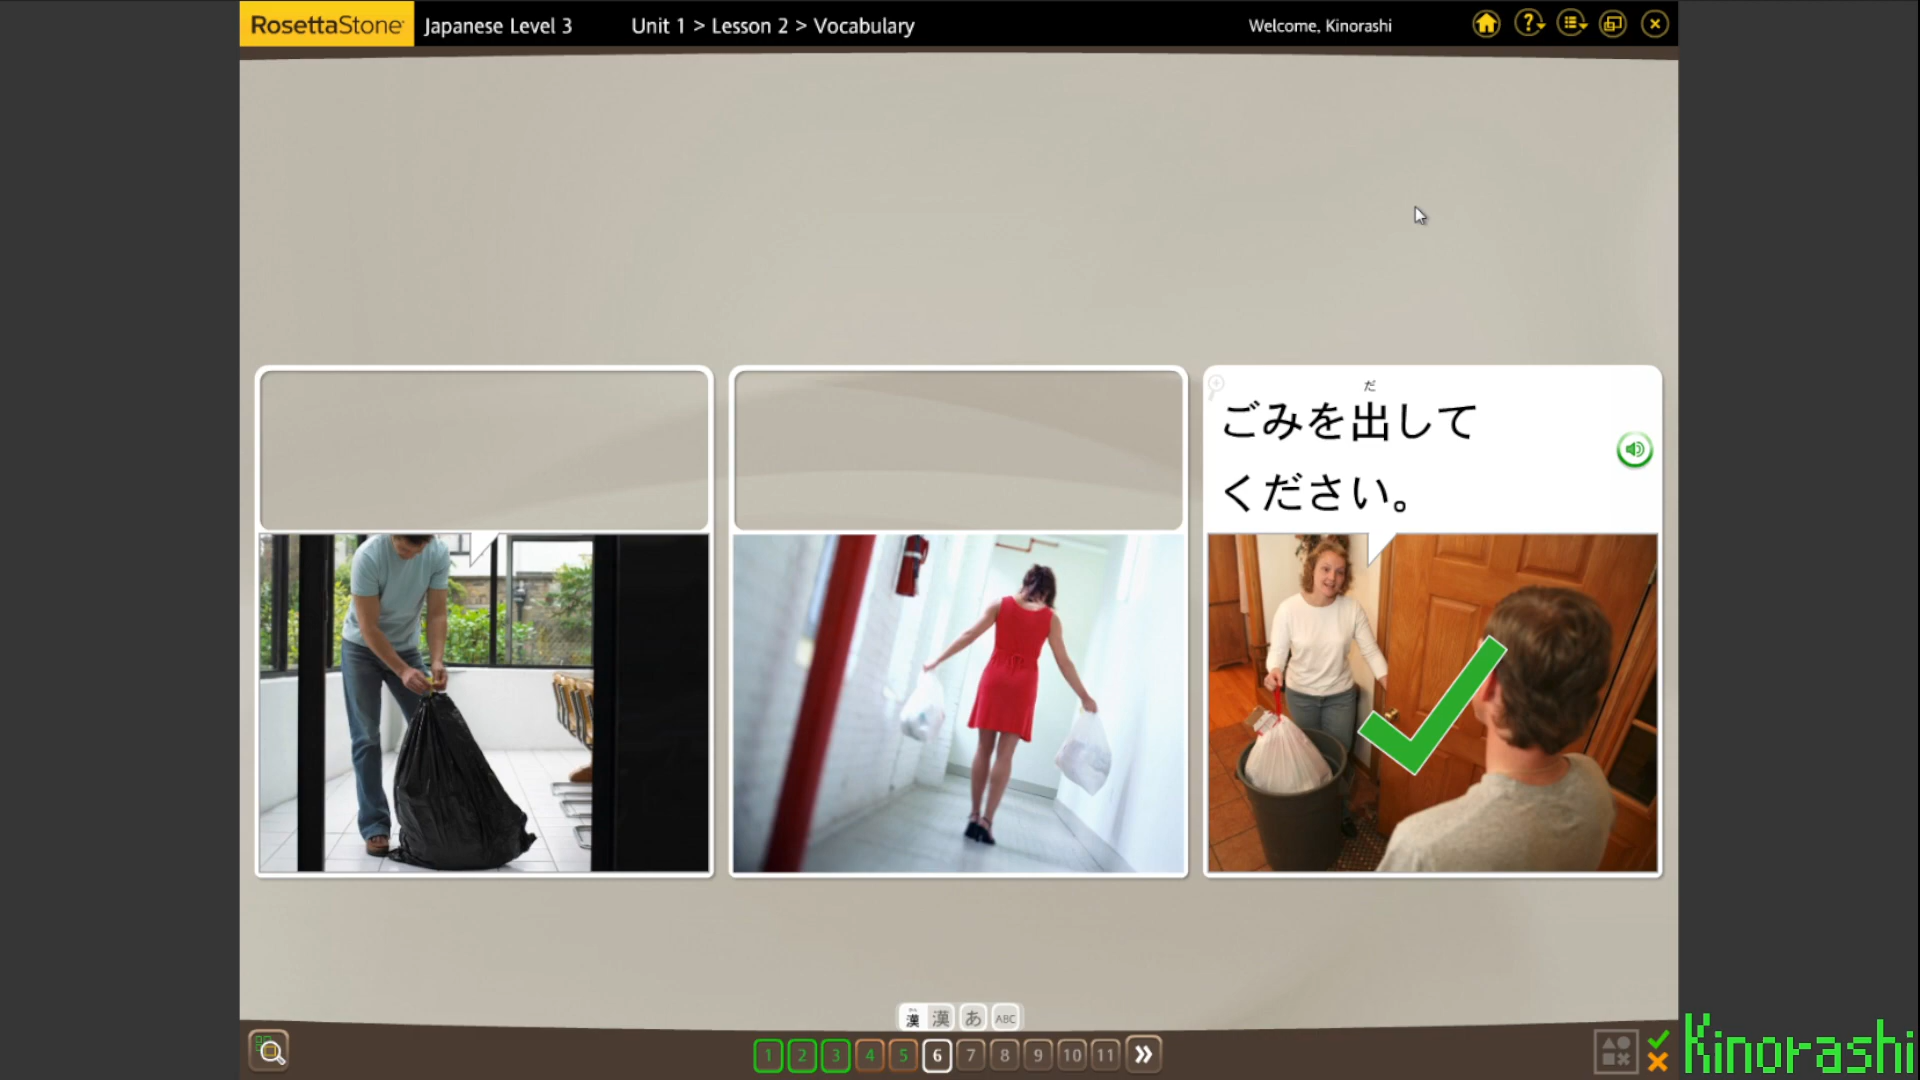 RosettaStone
Japanese Level 3
Unit 1 > Lesson 2 > Vocabulary
Welcome, Kinorashi
?
だ
ごみを出して
ください。
漢 漢 あ ABC
1 2 3 4 5 6 7 8 9 10 11 »
Kinorashi